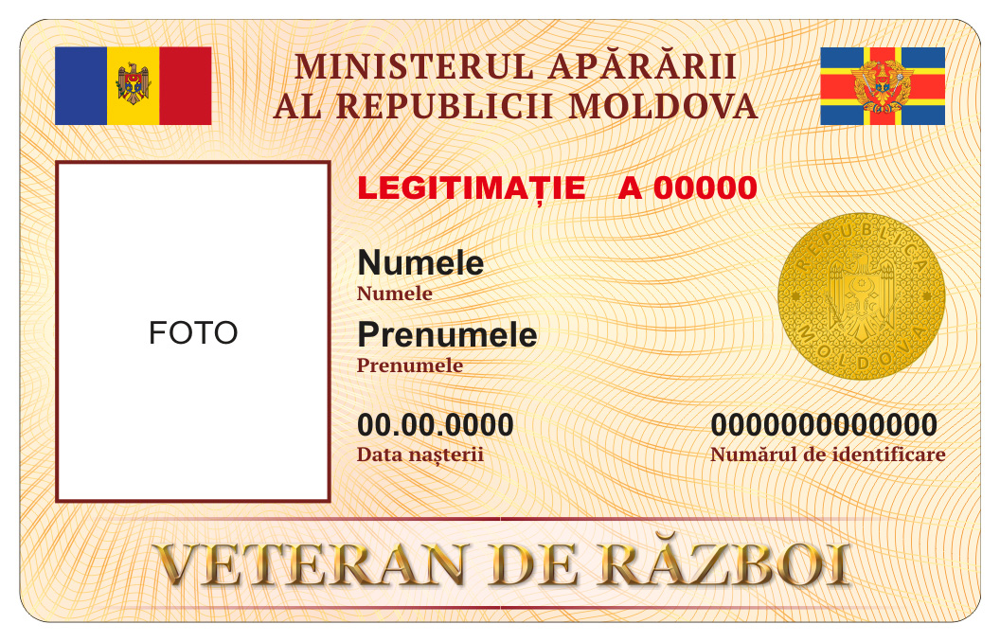 MINISTERUL APĂRĂRII
AL REPUBLICII MOLDOVA
LEGITIMAȚIE A 00000
REPUBLICA
MOLDOVA
Numele
Numele
FOTO
Prenumele
Prenumele
00.00.0000
0000000000000
Data nașterii
Numărul de identificare
VETERAN DE RĂZBOI